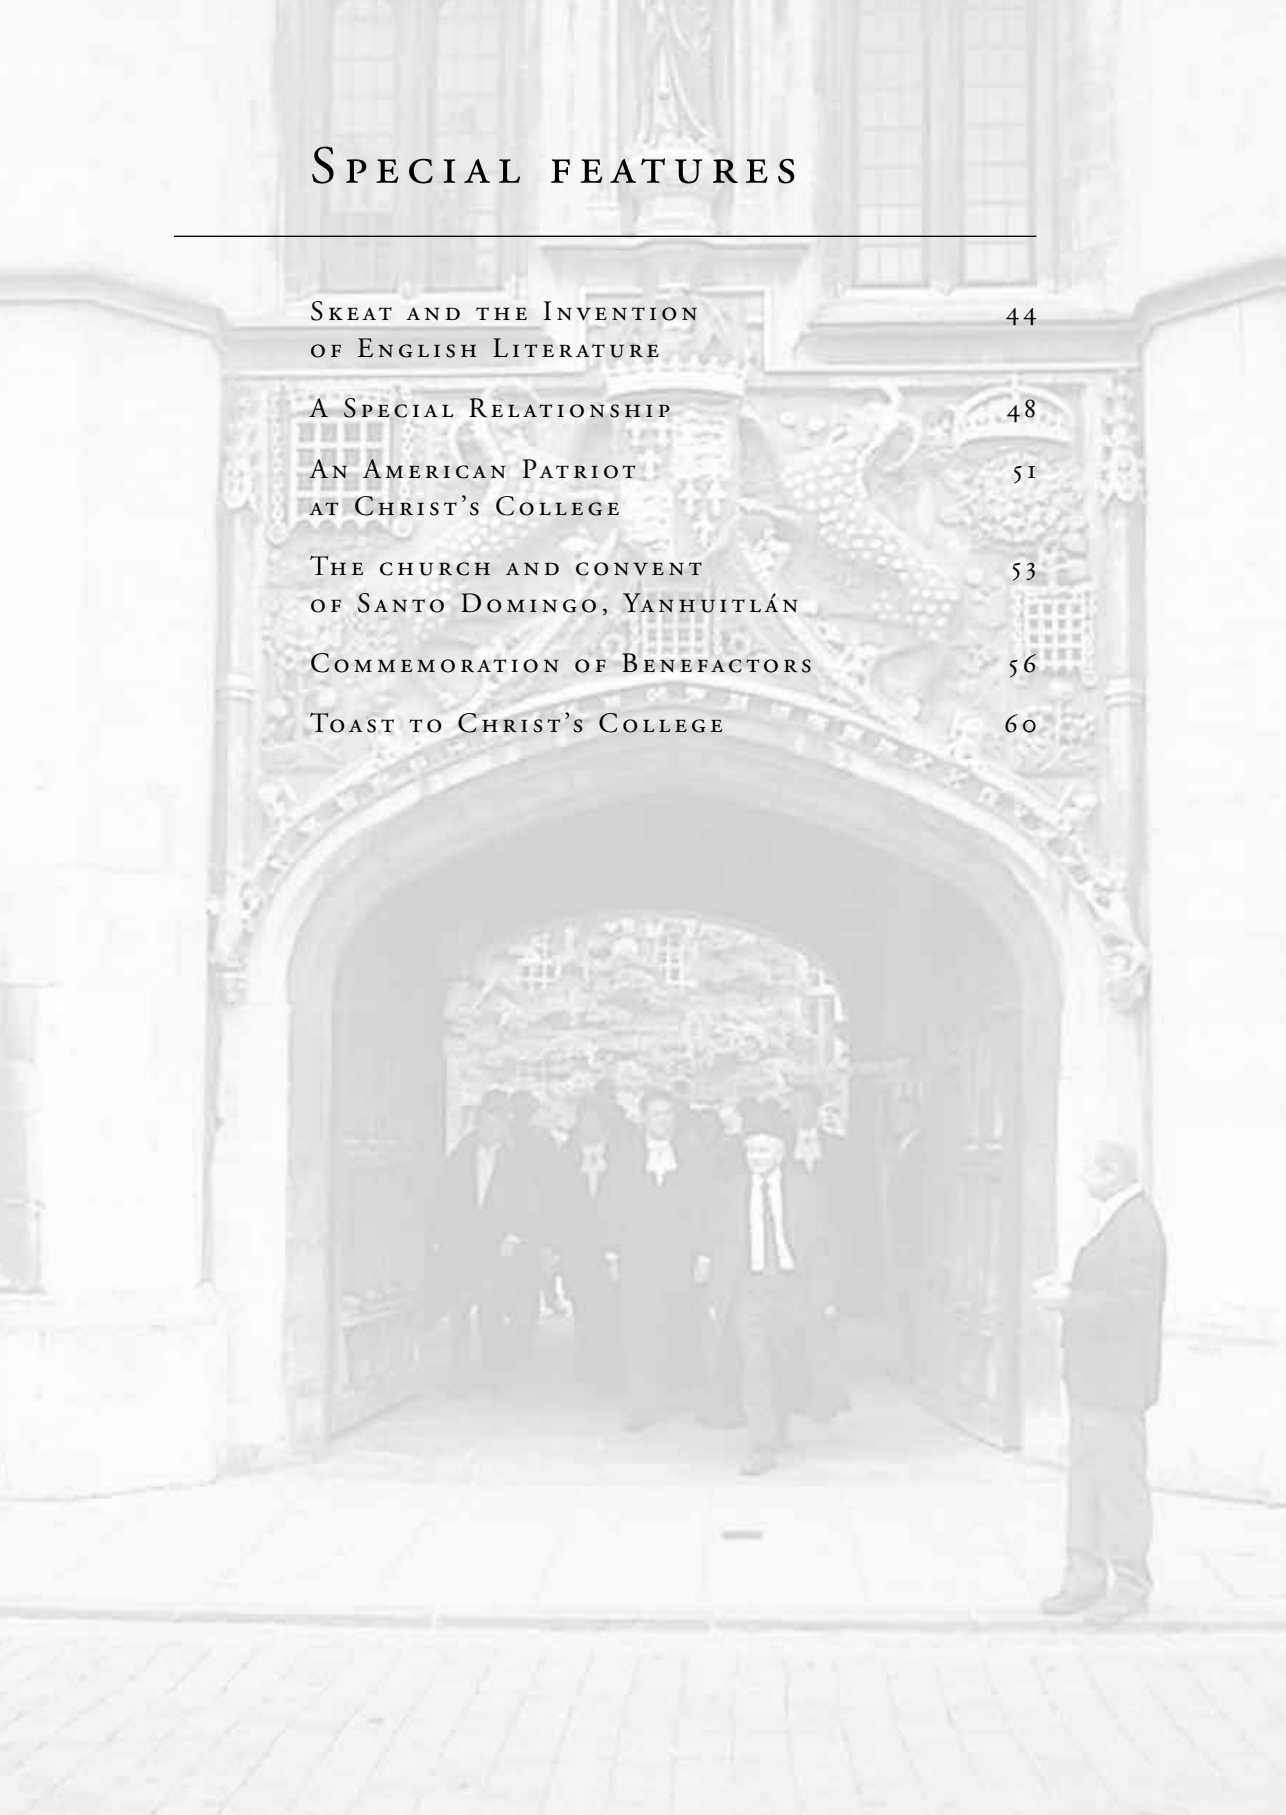 Special features
Skeat and the Invention 44
of English Literature
A Special Relationship 48
An American Patriot 51
at Christ's College
The church and convent 53
of Santo Domingo, Yanhuitlán
Commemoration of Benefactors 56
Toast to Christ's College 60